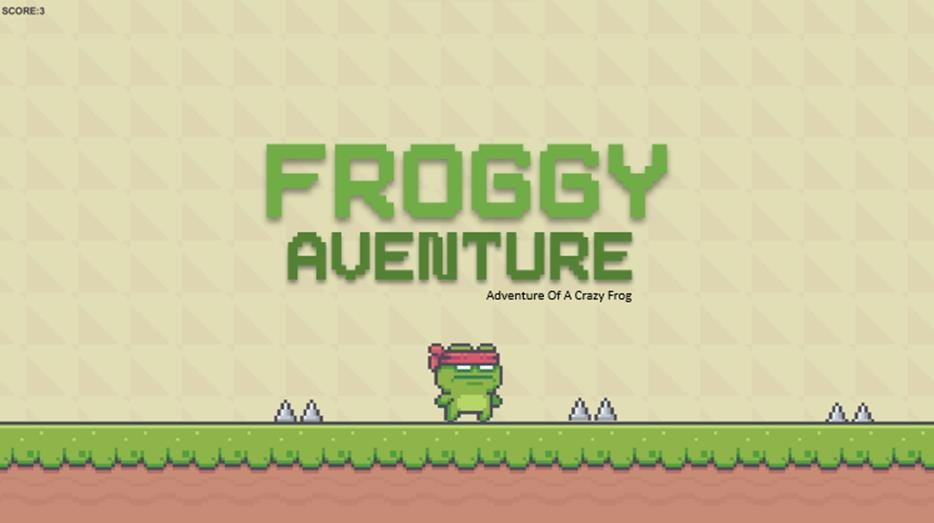 SCORE:3
FROGGY
AVENTURE
Adventure Of A Crazy Frog